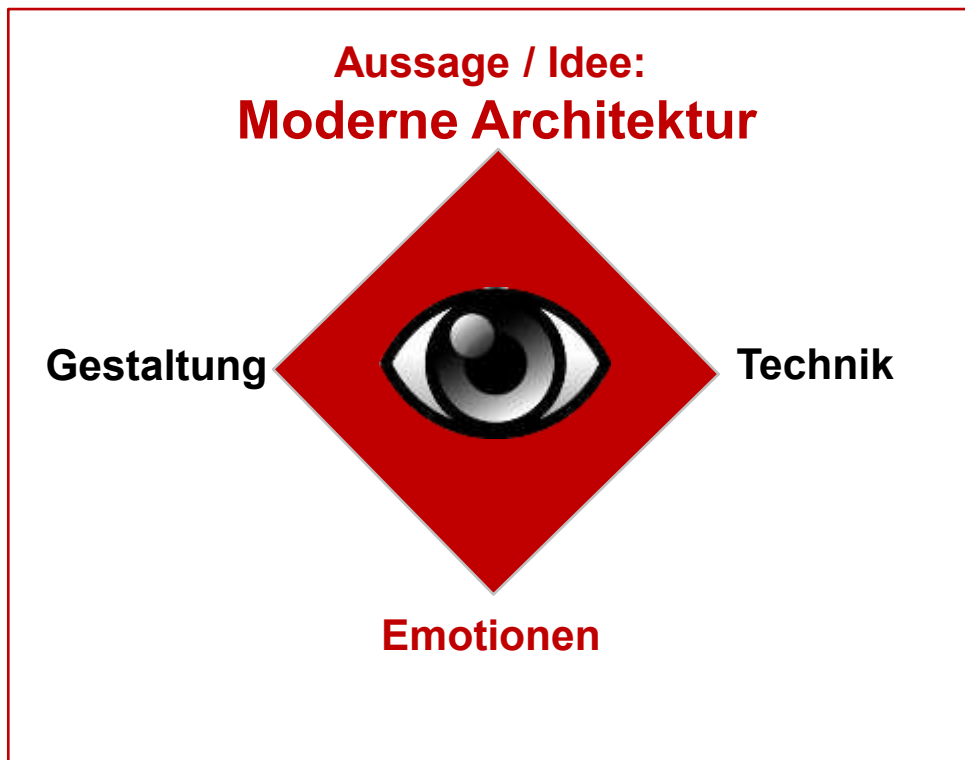 Aussage / Idee:
Moderne Architektur
Gestaltung
Technik
Emotionen